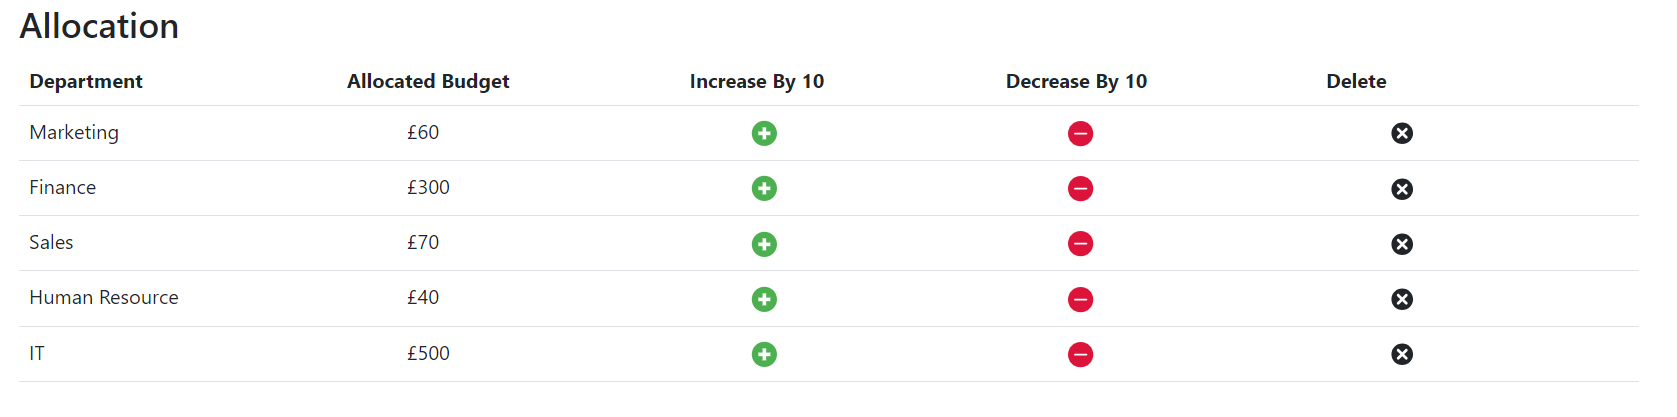 Allocation
Department Allocated Budget Increase By 10 Decrease By 10 Delete
Marketing £60
Finance £300
Sales £70
Human Resource £40
IT £500